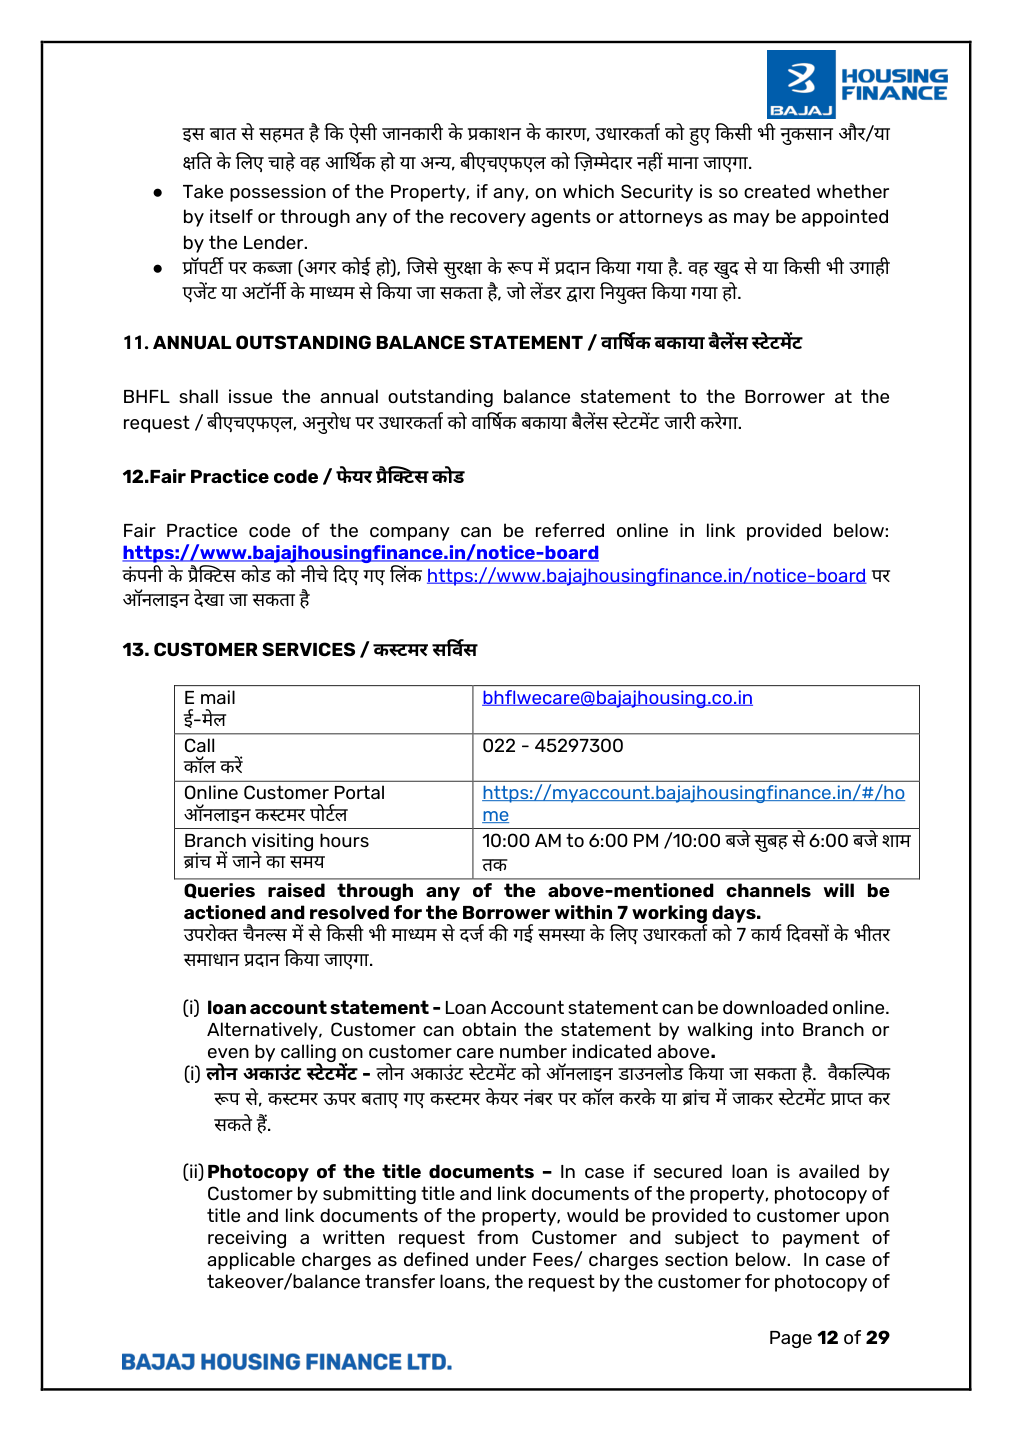 BAJAJ
HOUSING
FINANCE
इस बात से सहमत है कि ऐसी जानकारी के प्रकाशन के कारण, उधारकर्ता को हुए किसी भी नुकसान और/या
क्षति के लिए चाहे वह आर्थिक हो या अन्य, बीएचएफएल को ज़िम्मेदार नहीं माना जाएगा.
● Take possession of the Property, if any, on which Security is so created whether
by itself or through any of the recovery agents or attorneys as may be appointed
by the Lender.
● प्रॉपर्टी पर कब्जा (अगर कोई हो), जिसे सुरक्षा के रूप में प्रदान किया गया है. वह खुद से या किसी भी उगाही
एजेंट या अटॉर्नी के माध्यम से किया जा सकता है, जो लेंडर द्वारा नियुक्त किया गया हो.
11. ANNUAL OUTSTANDING BALANCE STATEMENT / वार्षिक बकाया बैलेंस स्टेटमेंट
BHFL shall issue the annual outstanding balance statement to the Borrower at the
request / बीएचएफएल, अनुरोध पर उधारकर्ता को वार्षिक बकाया बैलेंस स्टेटमेंट जारी करेगा.
12.Fair Practice code / फेयर प्रैक्टिस कोड
Fair Practice code of the company can be referred online in link provided below:
https://www.bajajhousingfinance.in/notice-board
कंपनी के प्रैक्टिस कोड को नीचे दिए गए लिंक https://www.bajajhousingfinance.in/notice-board पर
ऑनलाइन देखा जा सकता है
13. CUSTOMER SERVICES / कस्टमर सर्विस
E mail
ई-मेल
bhflwecare@bajajhousing.co.in
Call
कॉल करें
022 - 45297300
Online Customer Portal
ऑनलाइन कस्टमर पोर्टल
https://myaccount.bajajhousingfinance.in/#/ho
me
Branch visiting hours
ब्रांच में जाने का समय
10:00 AM to 6:00 PM /10:00 बजे सुबह से 6:00 बजे शाम
तक
Queries raised through any of the above-mentioned channels will be
actioned and resolved for the Borrower within 7 working days.
उपरोक्त चैनल्स में से किसी भी माध्यम से दर्ज की गई समस्या के लिए उधारकर्ता को 7 कार्य दिवसों के भीतर
समाधान प्रदान किया जाएगा.
(i) loan account statement - Loan Account statement can be downloaded online.
Alternatively, Customer can obtain the statement by walking into Branch or
even by calling on customer care number indicated above.
(i) लोन अकाउंट स्टेटमेंट - लोन अकाउंट स्टेटमेंट को ऑनलाइन डाउनलोड किया जा सकता है. वैकल्पिक
रूप से, कस्टमर ऊपर बताए गए कस्टमर केयर नंबर पर कॉल करके या ब्रांच में जाकर स्टेटमेंट प्राप्त कर
सकते हैं.
(ii) Photocopy of the title documents – In case if secured loan is availed by
Customer by submitting title and link documents of the property, photocopy of
title and link documents of the property, would be provided to customer upon
receiving a written request from Customer and subject to payment of
applicable charges as defined under Fees/ charges section below. In case of
takeover/balance transfer loans, the request by the customer for photocopy of
Page 12 of 29
BAJAJ HOUSING FINANCE LTD.